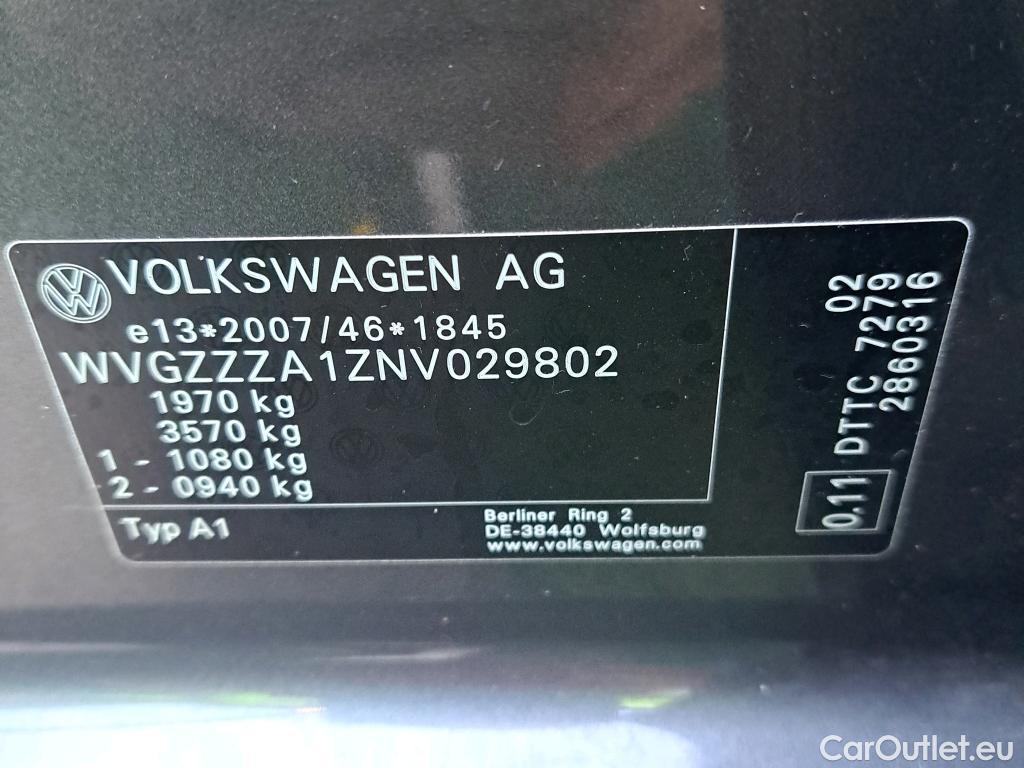 VOLKSWAGEN AG
e13*2007/46*1845
WVGZZZA1ZNV029802
1970 kg
3570 kg
1 - 1080 kg
2 - 0940 kg
Typ A1
Berliner Ring 2
DE-38440 Wolfsburg
www.volkswagen.com
0.11 DTTC 7279 02
28603316
CarOutlet.eu